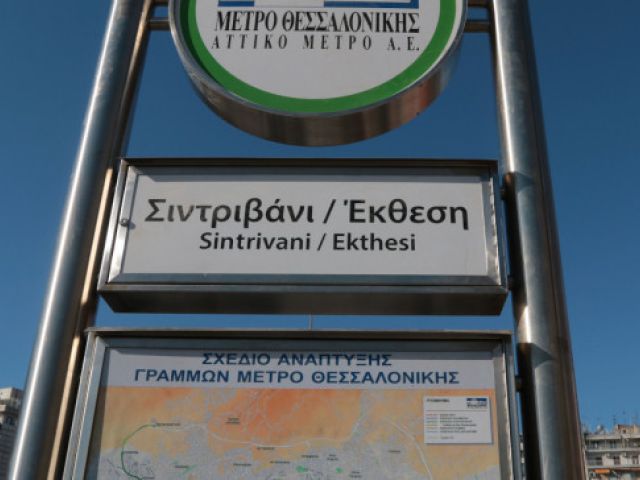 ΜΕΤΡΟ ΘΕΣΣΑΛΟΝΙΚΗΣ
ΑΤΤΙΚΟ ΜΕΤΡΟ Α.Ε.
Σιντριβάνι / Έκθεση
Sintrivani / Ekthesi
ΣΧΕΔΙΟ ΑΝΑΠΤΥΞΗΣ
ΓΡΑΜΜΩΝ ΜΕΤΡΟ ΘΕΣΣΑΛΟΝΙΚΗΣ